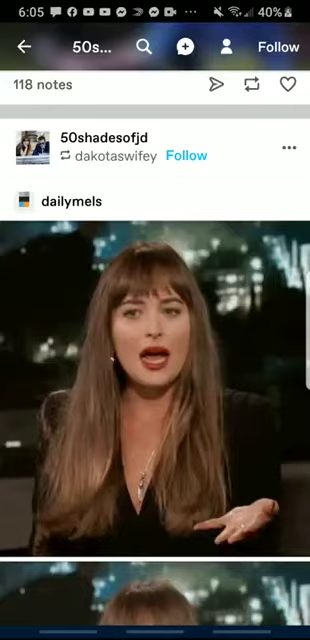 6:05
40%
50s...
Follow
118 notes
50shadesofjd
dakotaswifey Follow
dailymels